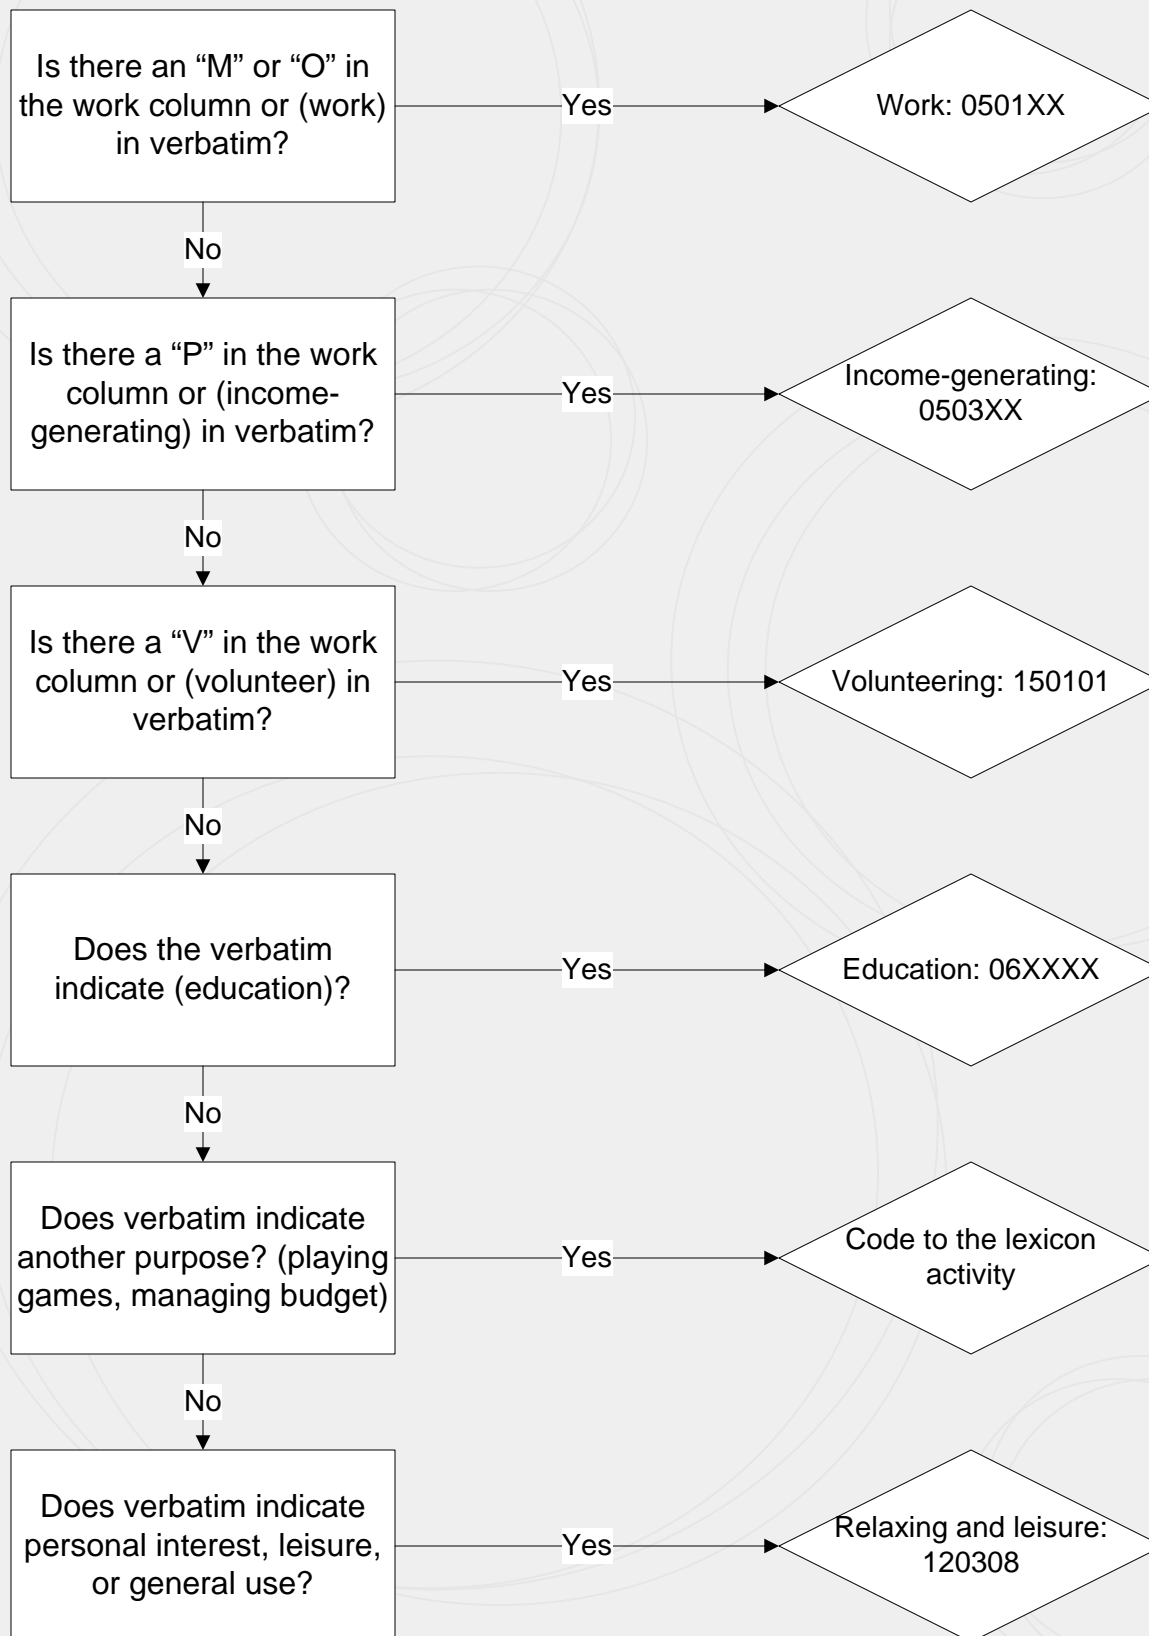 Is there an “M” or “O” in
the work column or (work)
in verbatim?
Yes
Work: 0501XX
No
Is there a “P” in the work
column or (income-
generating) in verbatim?
Yes
Income-generating:
0503XX
No
Is there a “V” in the work
column or (volunteer) in
verbatim?
Yes
Volunteering: 150101
No
Does the verbatim
indicate (education)?
Yes
Education: 06XXXX
No
Does verbatim indicate
another purpose? (playing
games, managing budget)
Yes
Code to the lexicon
activity
No
Does verbatim indicate
personal interest, leisure,
or general use?
Yes
Relaxing and leisure:
120308